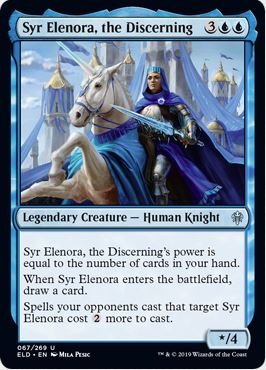 Syr Elenora, the Discerning 3
Legendary Creature — Human Knight
Syr Elenora, the Discerning's power is
equal to the number of cards in your hand.
When Syr Elenora enters the battlefield,
draw a card.
Spells your opponents cast that target Syr
Elenora cost 2 more to cast.
*/4
067/269 U
ELD • EN Mila Pesic
™ & © 2019 Wizards of the Coast